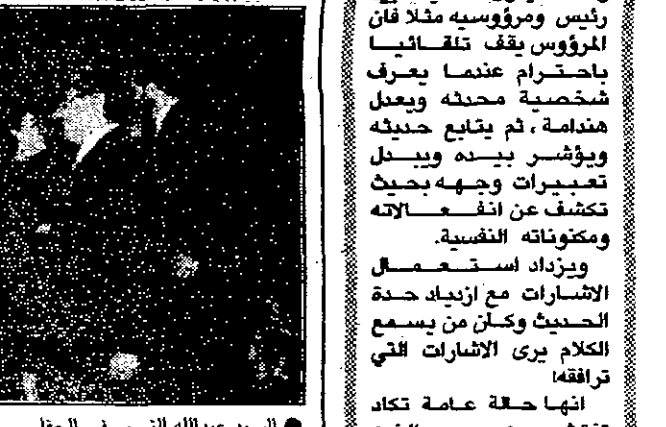 رئيس ومرؤوسيه مثلا فان
المرؤوس يقف تلقائيا
باحترام عندما يعرف
شخصية محدثه ويعدل
هندامة ، ثم يتابع حديثه
ويؤشر بيده ويبدل
تعبيرات وجهه بحيث
تكشف عن انفعالاته
ومكنوناته النفسية.
ويزداد استعمال
الاشارات مع ازدياد حدة
الحديث وكان من يسمع
الكلام يرى الاشارات التي
ترافقه!
انها حالة عامة تكاد